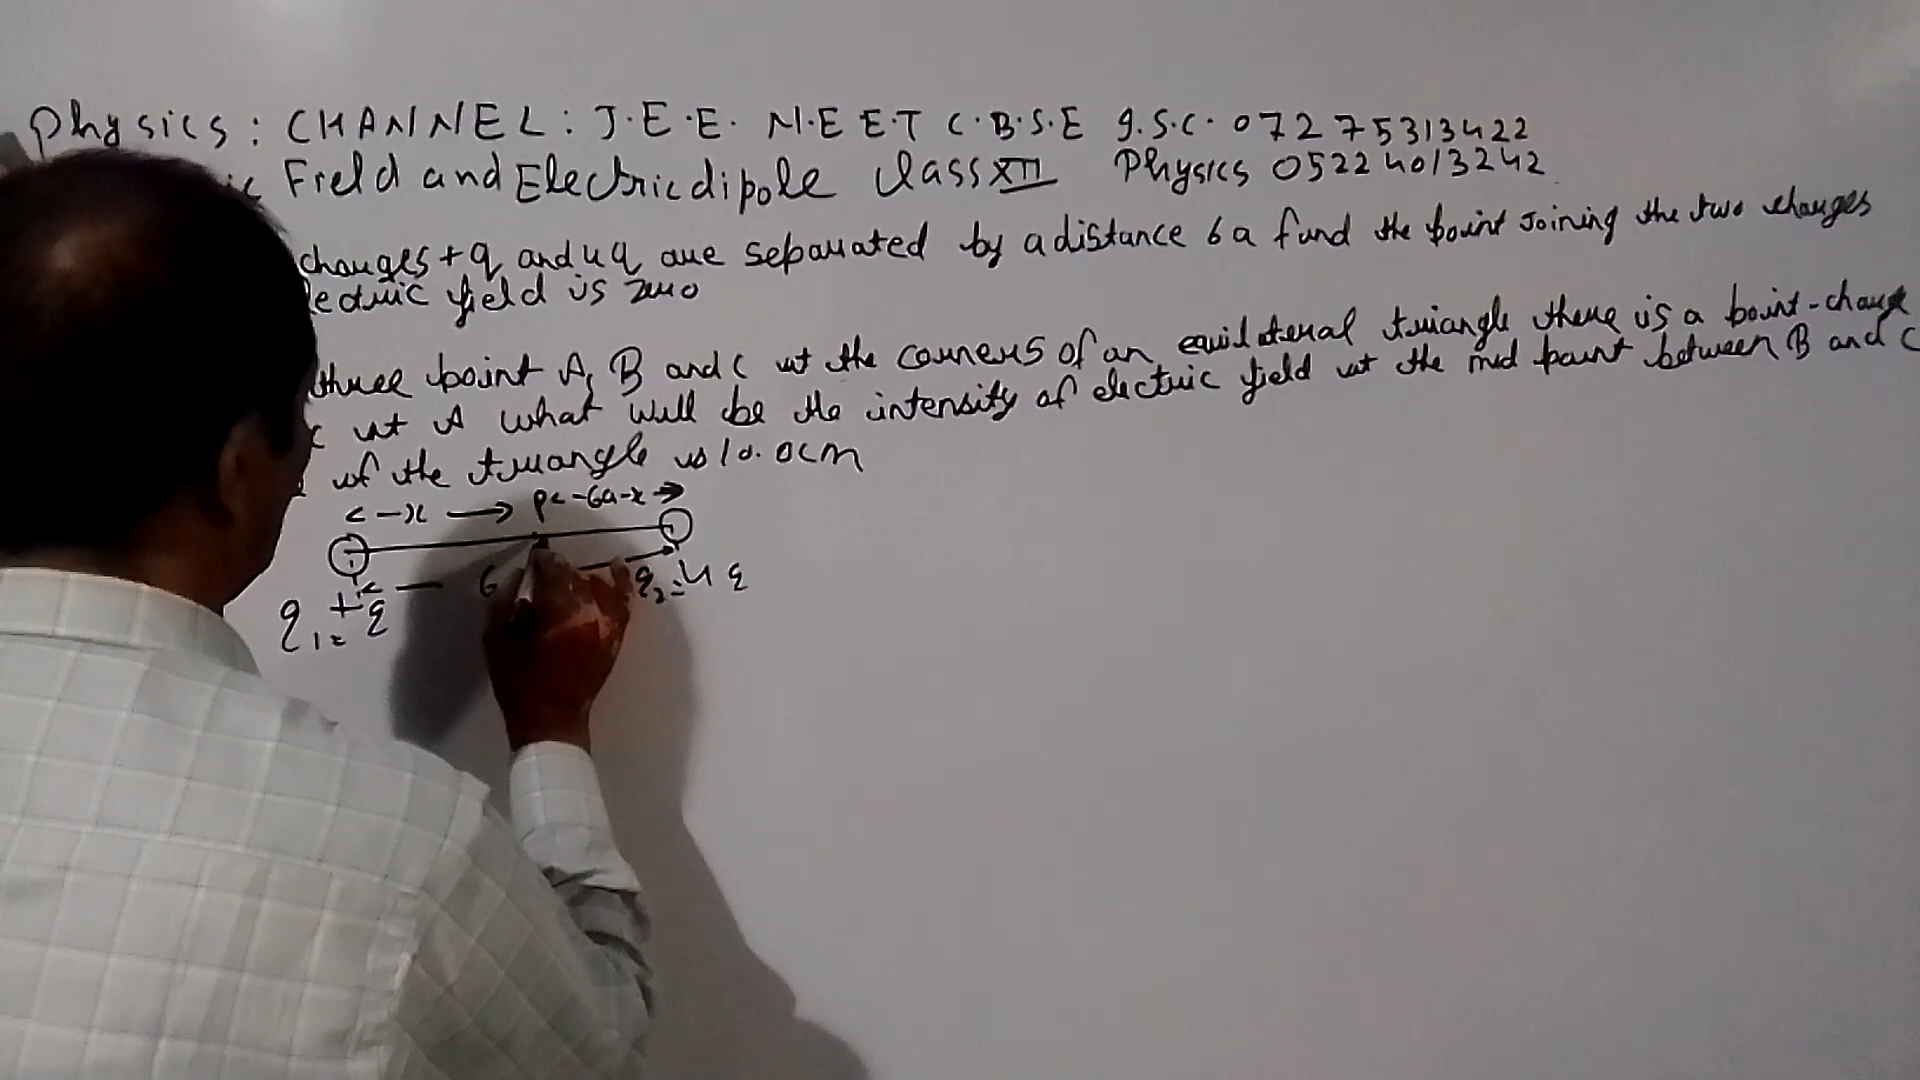 Physics: CHANNEL: J.E.E. N.E.E.T C.B.S.E I.S.C. 07275313422
Field and Electric dipole Class XII Physics 05224013242
charges +q and 4q are separated by a distance 6a find the point Joining the two charges
field is zero
three point A, B and C at the corners of an equilateral triangle there is a point-charge
at A what will be the intensity of electric field at the mid point between B and C
of the triangle is 10.0cm
<-x-> P<-6a-x->
<- 6
q1=+q
q2=4q